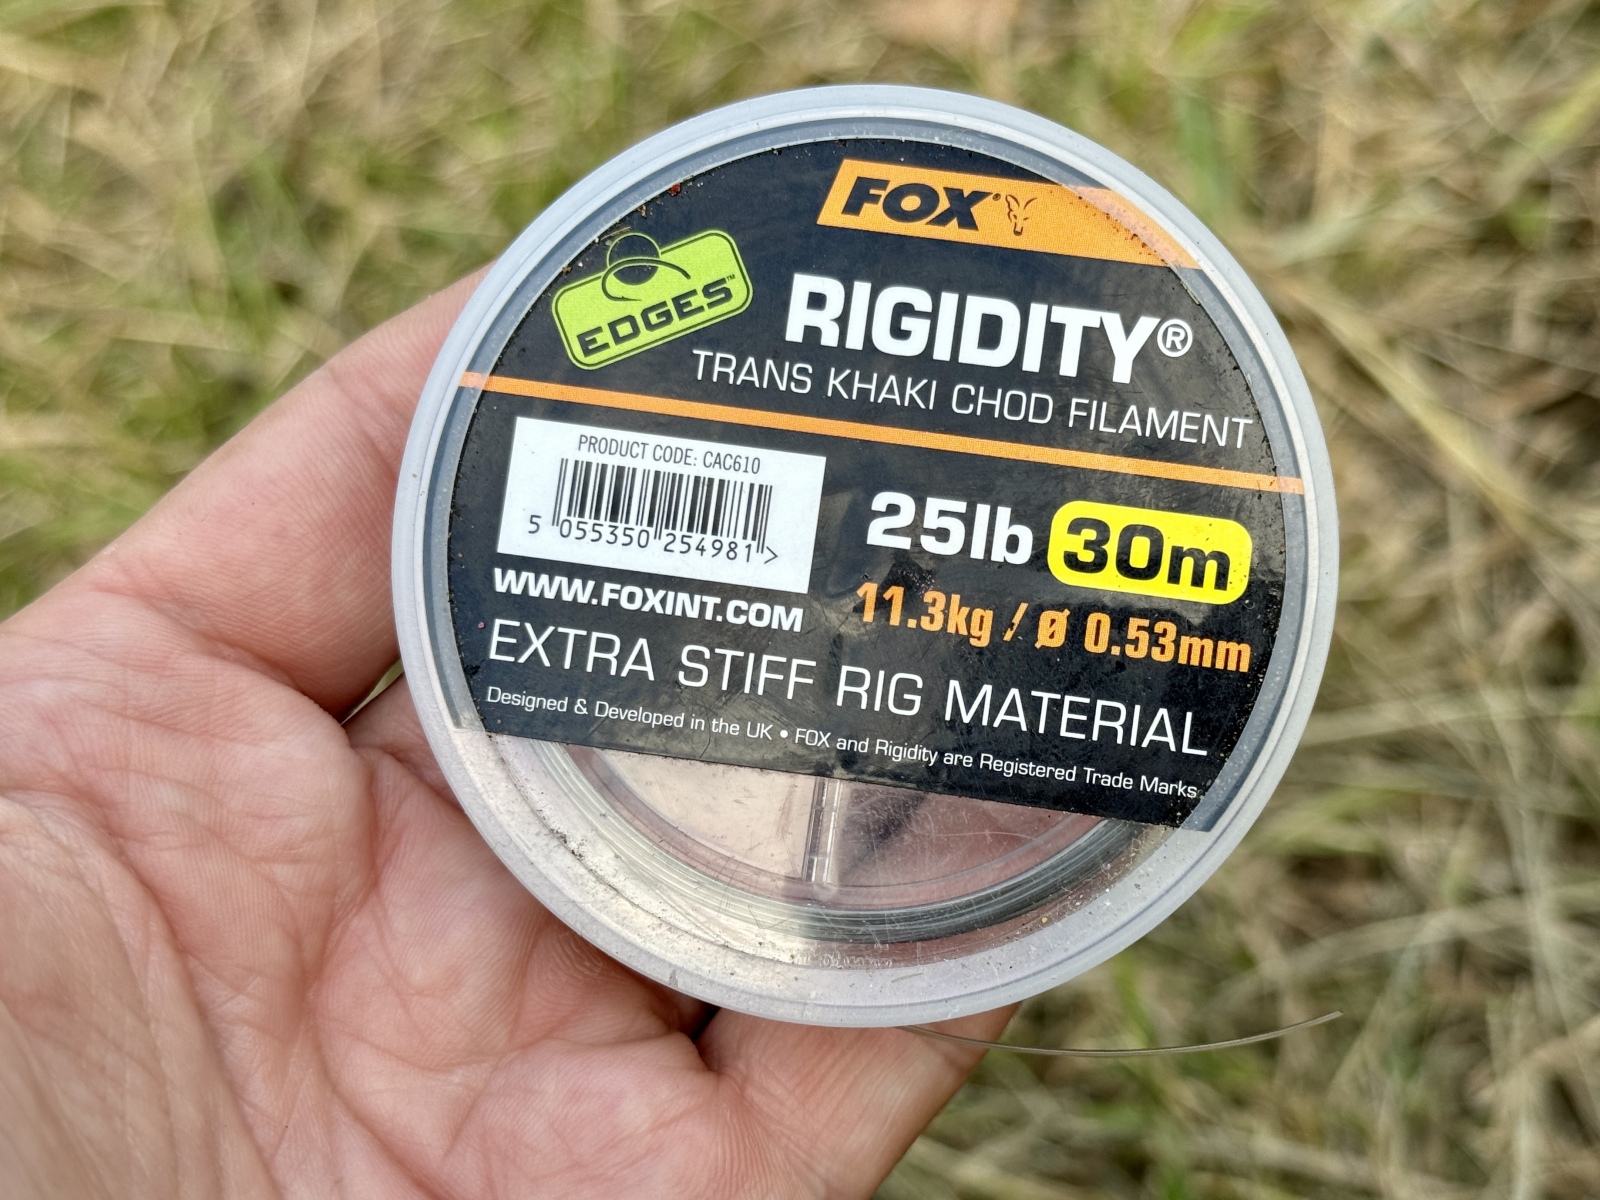 FOX®
EDGES™
RIGIDITY®
TRANS KHAKI CHOD FILAMENT
PRODUCT CODE: CAC610
5 055350 254981 >
25lb 30m
11.3kg / Ø 0.53mm
WWW.FOXINT.COM
EXTRA STIFF RIG MATERIAL
Designed & Developed in the UK • FOX and Rigidity are Registered Trade Marks.